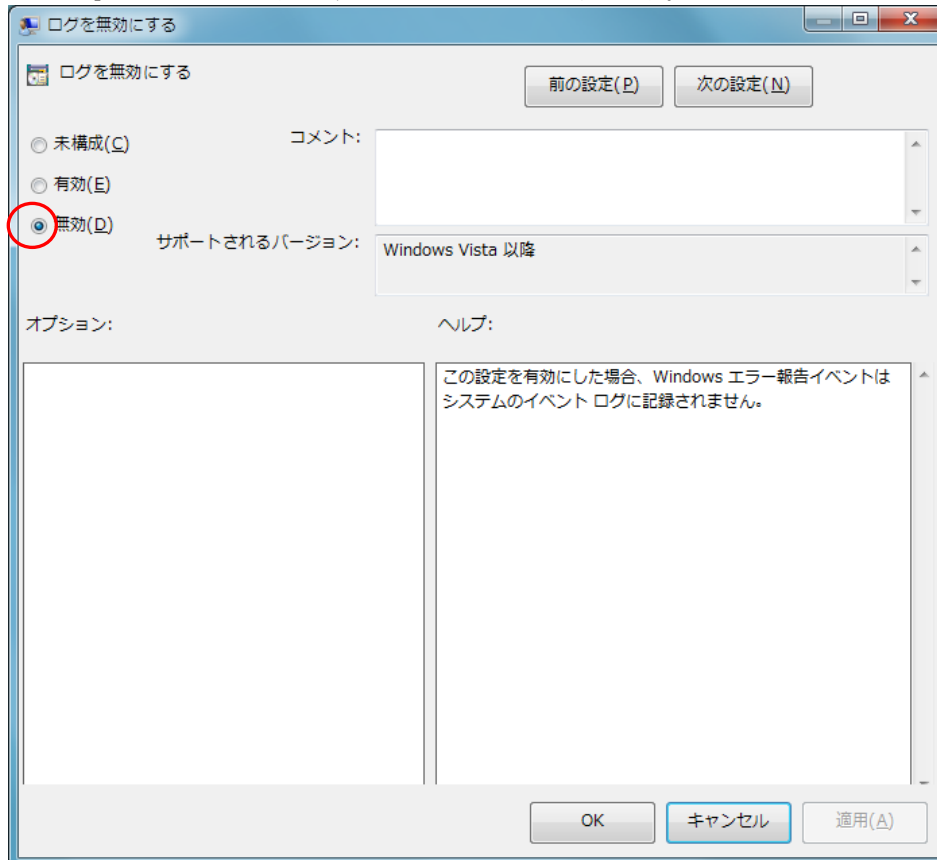 ログを無効にする
ログを無効にする
前の設定(P)
次の設定(N)
未構成(C)
コメント:
有効(E)
無効(D)
サポートされるバージョン:
Windows Vista 以降
オプション:
ヘルプ:
この設定を有効にした場合、Windows エラー報告イベントは
システムのイベント ログに記録されません。
OK
キャンセル
適用(A)